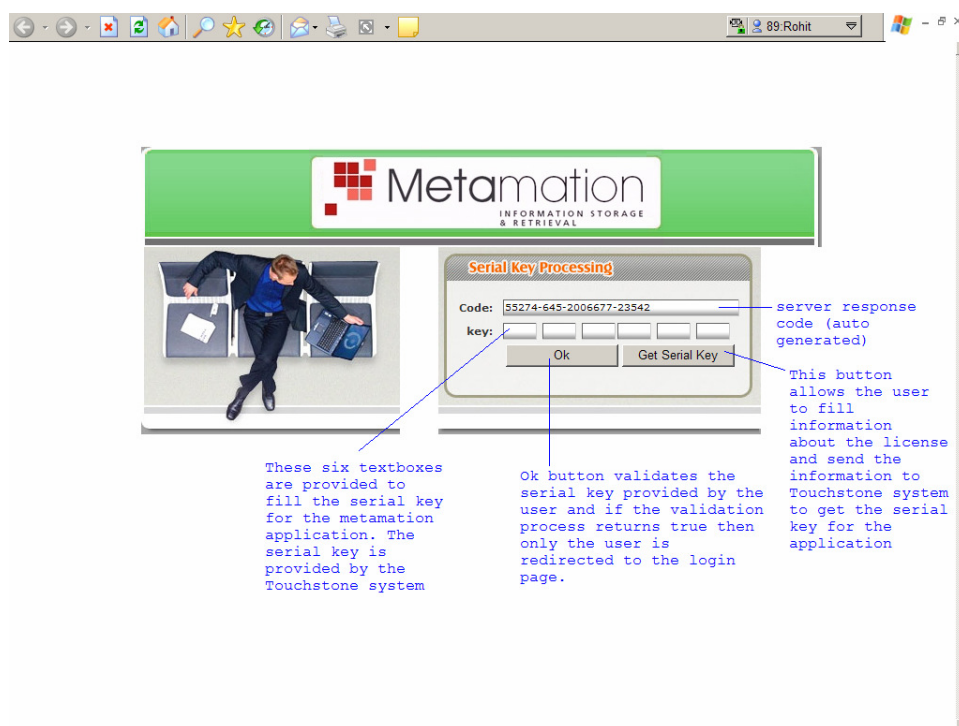 89:Rohit
Metamation
INFORMATION STORAGE
& RETRIEVAL
Serial Key Processing
Code: 55274-645-2006677-23542
key:
Ok Get Serial Key
server response
code (auto
generated)
This button
allows the user
to fill
information
about the license
and send the
information to
Touchstone system
to get the serial
key for the
application
These six textboxes
are provided to
fill the serial key
for the metamation
application. The
serial key is
provided by the
Touchstone system
Ok button validates the
serial key provided by the
user and if the validation
process returns true then
only the user is
redirected to the login
page.